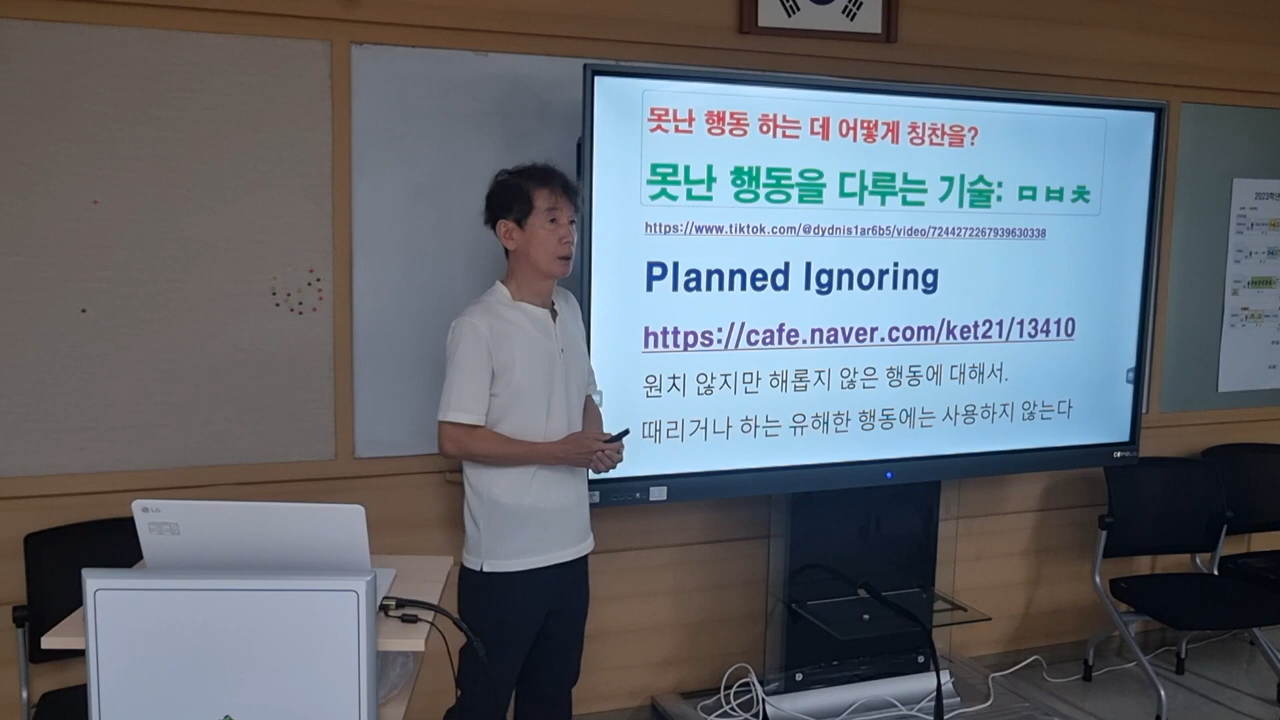 못난 행동 하는 데 어떻게 칭찬을?
못난 행동을 다루는 기술: ㅁㅂㅊ
https://www.tiktok.com/@dydnis1ar6b5/video/7244272267939630338
Planned Ignoring
https://cafe.naver.com/ket21/13410
원치 않지만 해롭지 않은 행동에 대해서.
때리거나 하는 유해한 행동에는 사용하지 않는다
LG